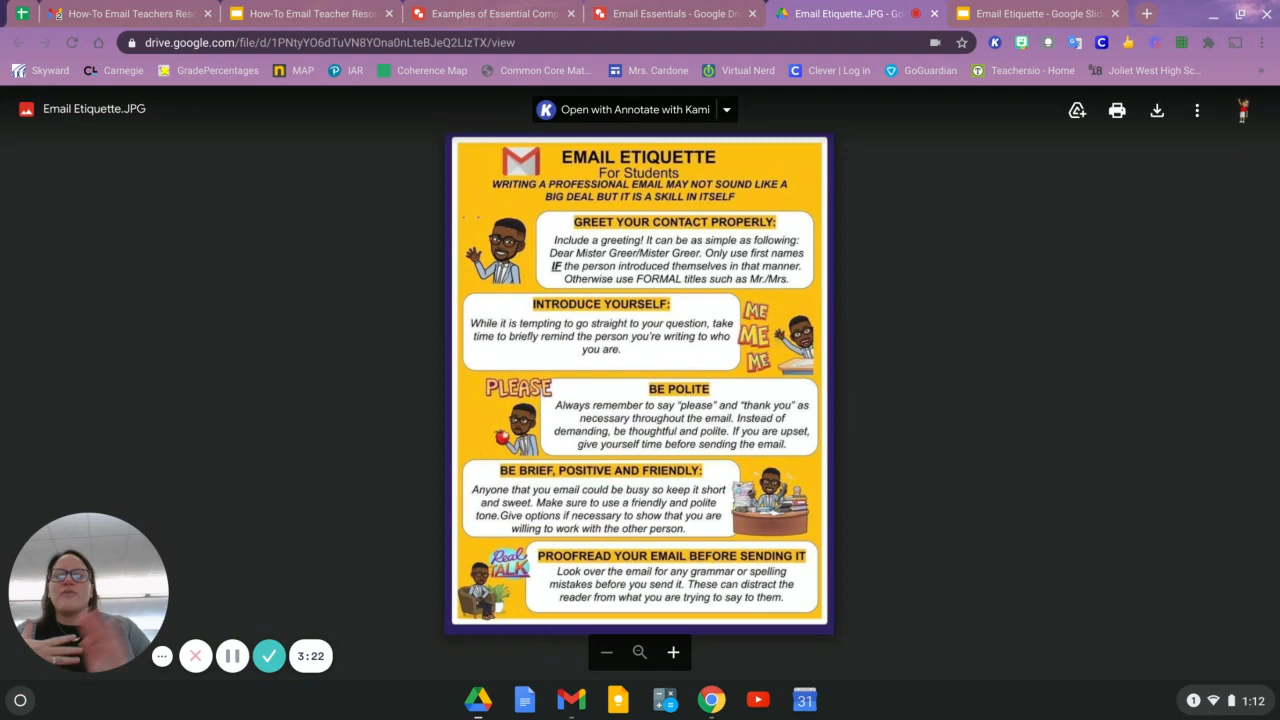 How-To Email Teachers Res
How-To Email Teacher Reso
Examples of Essential Comp
Email Essentials - Google Dr
Email Etiquette.JPG - Go
Email Etiquette - Google Slid
drive.google.com/file/d/1PNtyYO6dTuVN8YOna0nLteBJeQ2LIzTX/view
Skyward
CL Carnegie
GradePercentages
MAP
IAR
Coherence Map
Common Core Mat...
Mrs. Cardone
Virtual Nerd
Clever | Log in
GoGuardian
Teachersio - Home
Joliet West High Sc...
Email Etiquette.JPG
Open with Annotate with Kami
EMAIL ETIQUETTE
For Students
WRITING A PROFESSIONAL EMAIL MAY NOT SOUND LIKE A
BIG DEAL BUT IT IS A SKILL IN ITSELF
GREET YOUR CONTACT PROPERLY:
Include a greeting! It can be as simple as following:
Dear Mister Greer/Mister Greer. Only use first names
IF the person introduced themselves in that manner.
Otherwise use FORMAL titles such as Mr./Mrs.
INTRODUCE YOURSELF:
While it is tempting to go straight to your question, take
time to briefly remind the person you're writing to who
you are.
ME
ME
ME
PLEASE
BE POLITE
Always remember to say "please" and "thank you" as
necessary throughout the email. Instead of
demanding, be thoughtful and polite. If you are upset,
give yourself time before sending the email.
BE BRIEF, POSITIVE AND FRIENDLY:
Anyone that you email could be busy so keep it short
and sweet. Make sure to use a friendly and polite
tone.Give options if necessary to show that you are
willing to work with the other person.
Real
TALK
PROOFREAD YOUR EMAIL BEFORE SENDING IT
Look over the email for any grammar or spelling
mistakes before you send it. These can distract the
reader from what you are trying to say to them.
3:22
31
1
1:12